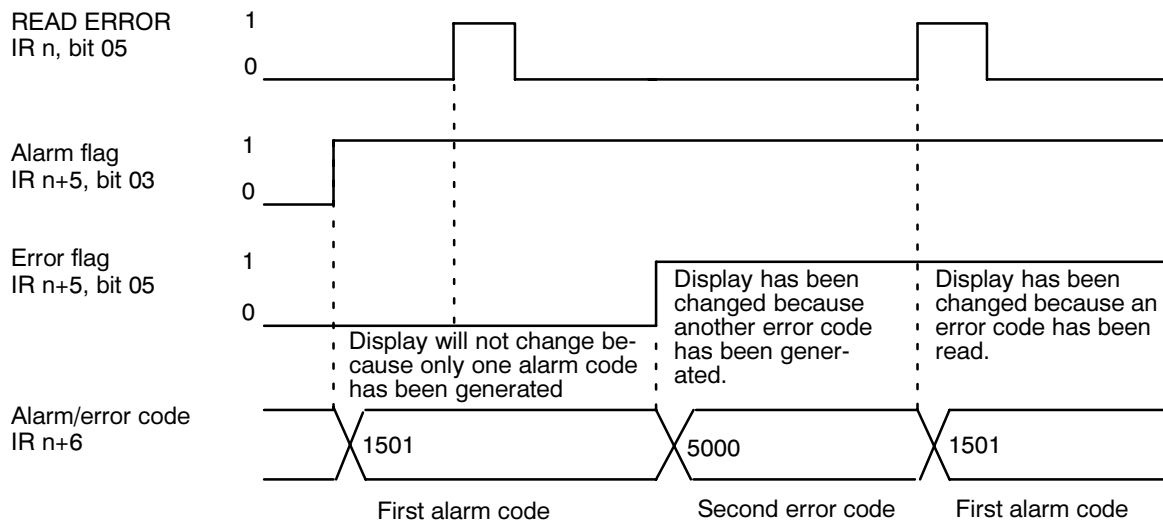 READ ERROR
IR n, bit 05
1
0
Alarm flag
IR n+5, bit 03
1
0
Error flag
IR n+5, bit 05
1
0
Display will not change be-
cause only one alarm code
has been generated
Display has been
changed because
another error code
has been gener-
ated.
Display has been
changed because an
error code has been
read.
Alarm/error code
IR n+6
1501
5000
1501
First alarm code
Second error code
First alarm code